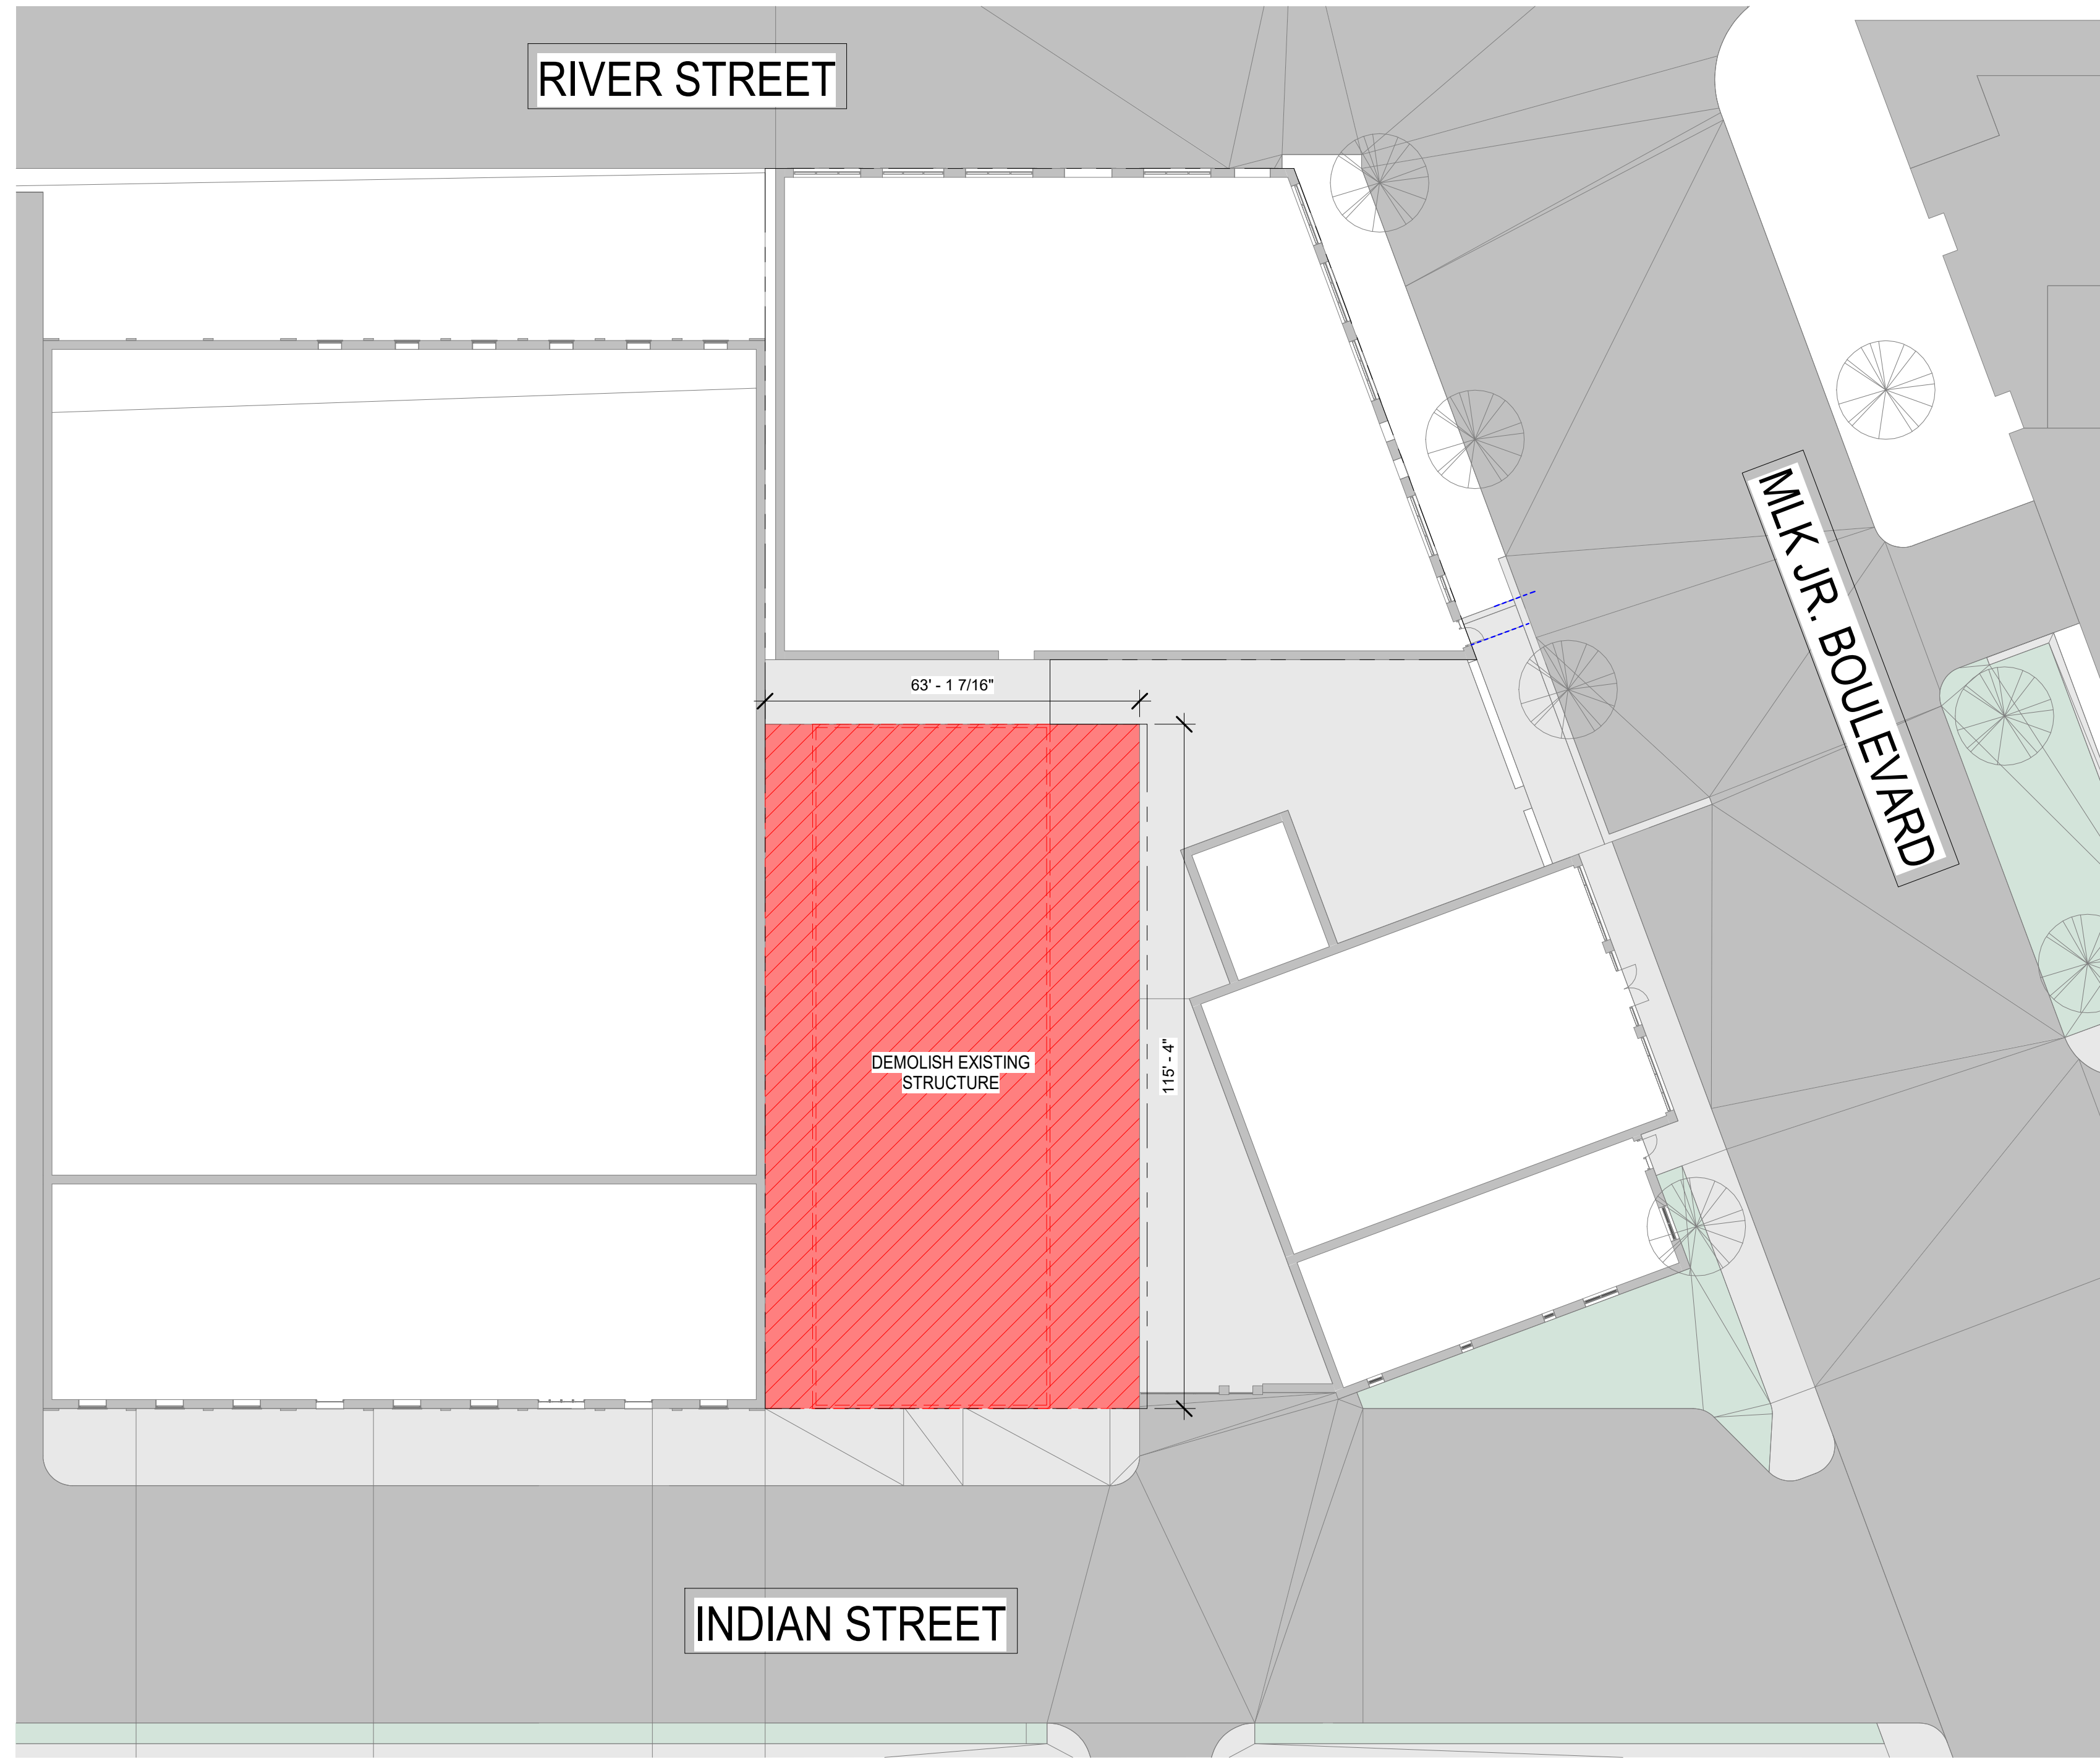 RIVER STREET
MLK JR. BOULEVARD
63' - 1 7/16"
115' - 4"
DEMOLISH EXISTING
STRUCTURE
INDIAN STREET